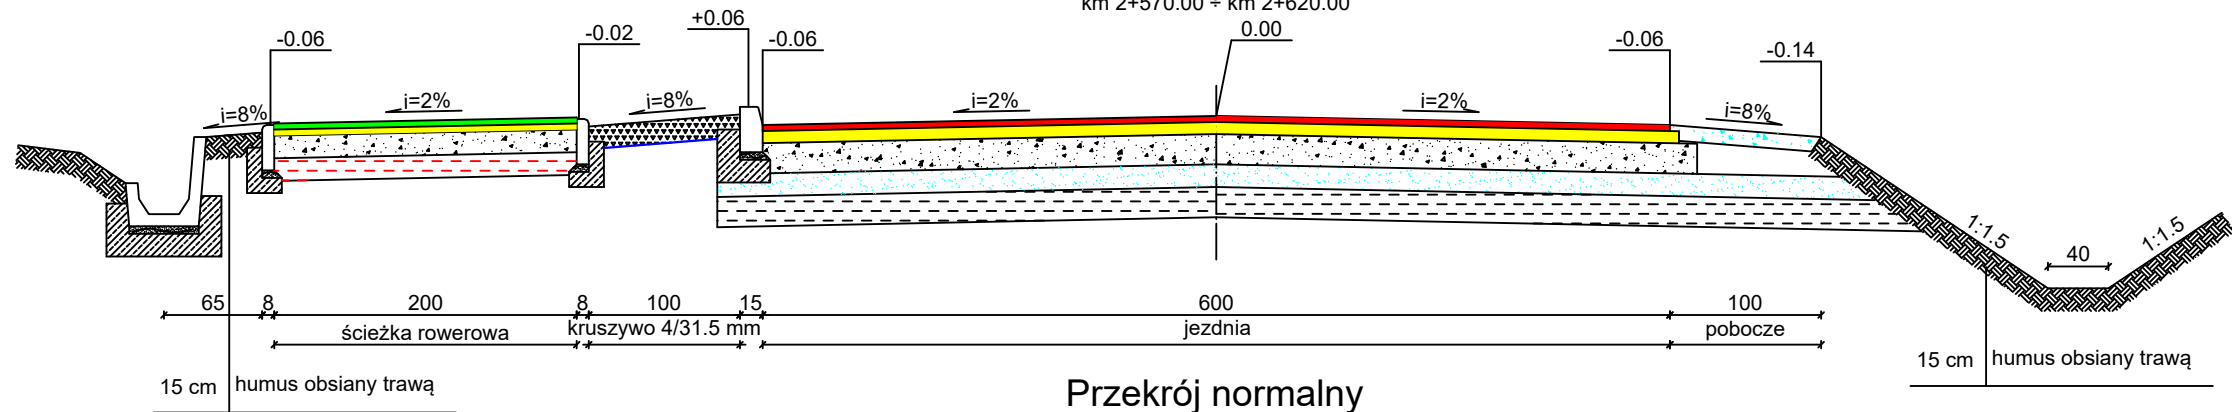 km 2+570.00 ÷ km 2+620.00
-0.06
-0.02
+0.06
-0.06
0.00
-0.06
-0.14
i=8%
i=2%
i=8%
i=2%
i=2%
i=8%
1:1.5
1:1.5
40
65
8
200
8
100
15
600
100
ścieżka rowerowa
kruszywo 4/31.5 mm
jezdnia
pobocze
15 cm
humus obsiany trawą
15 cm
humus obsiany trawą
Przekrój normalny